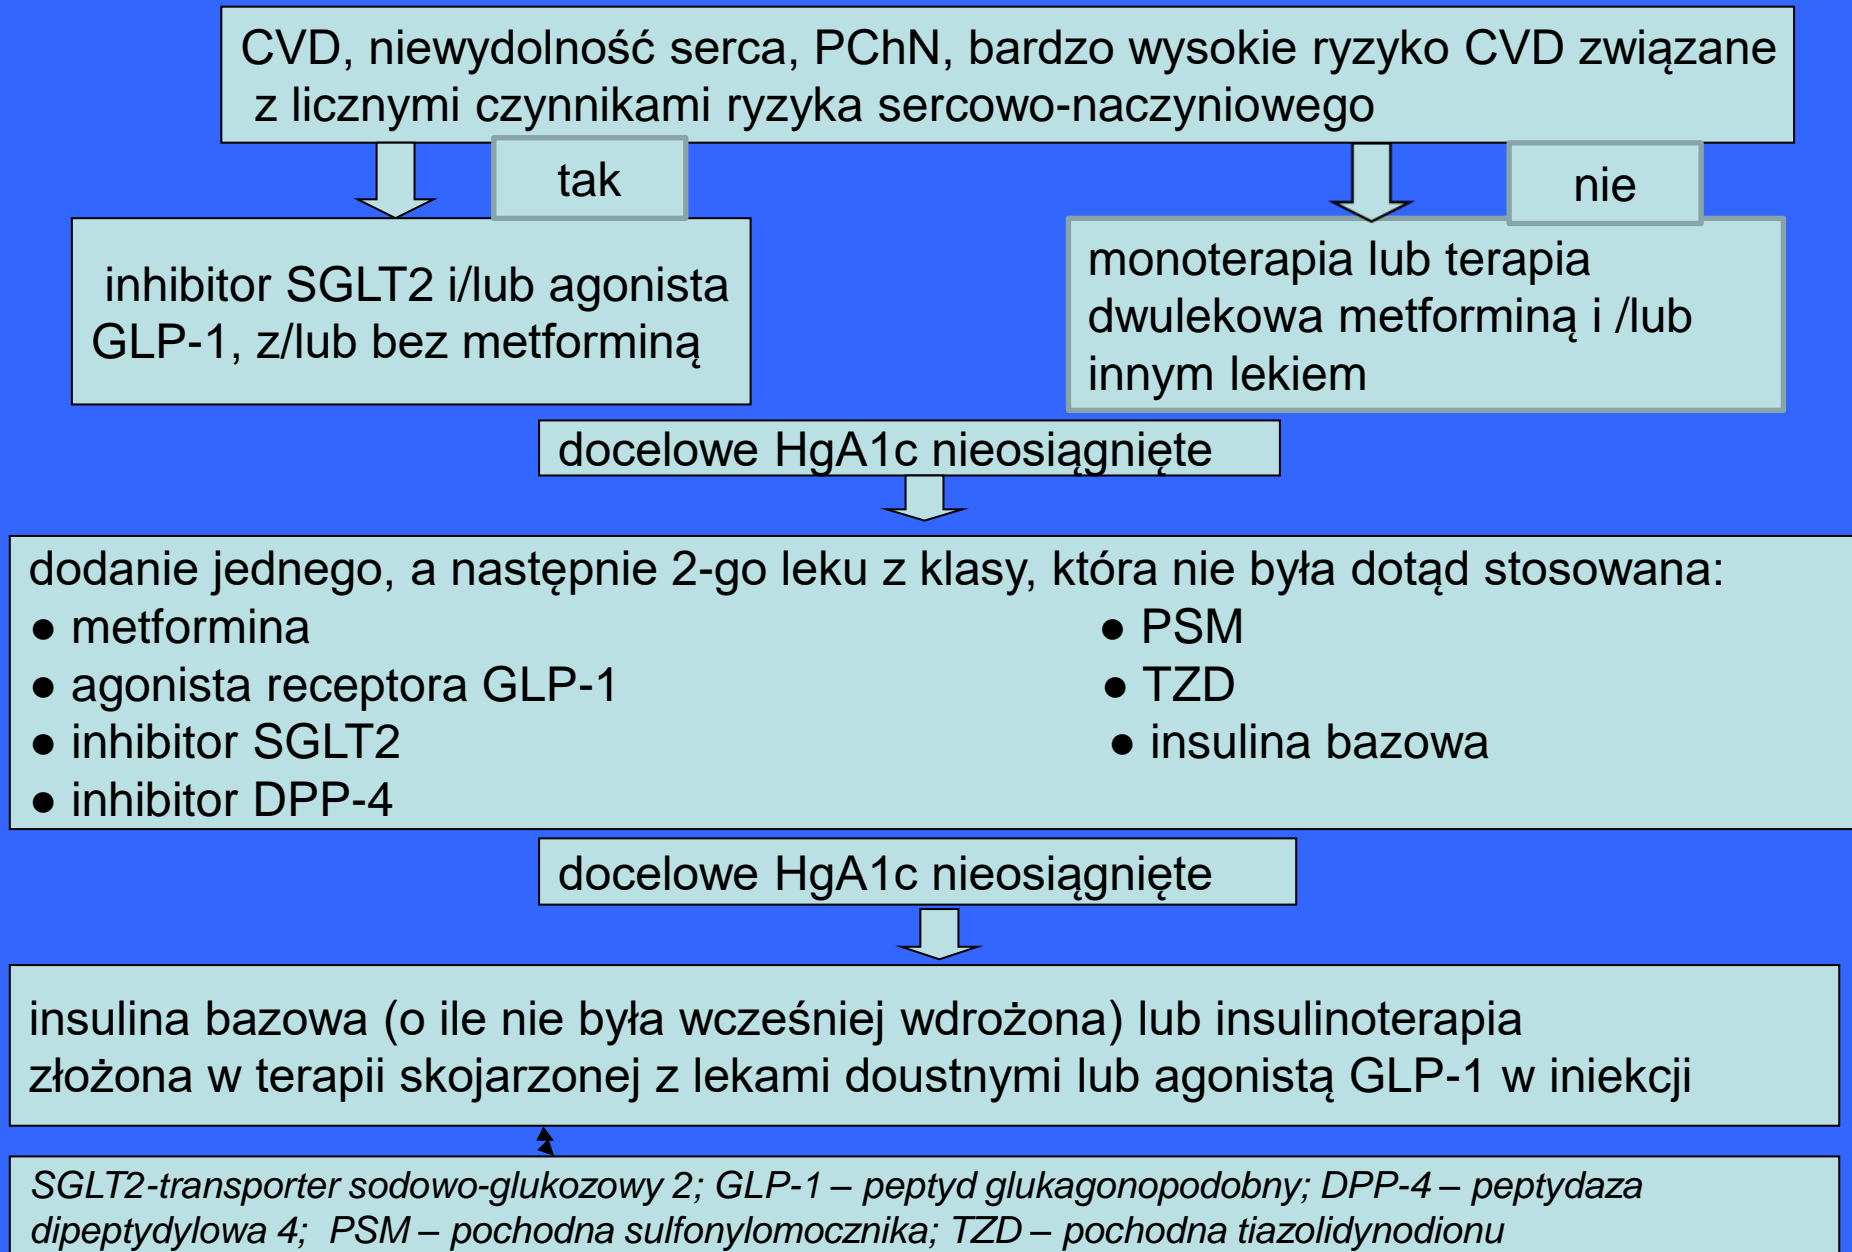 CVD, niewydolność serca, PChN, bardzo wysokie ryzyko CVD związane
z licznymi czynnikami ryzyka sercowo-naczyniowego
tak
nie
inhibitor SGLT2 i/lub agonista
GLP-1, z/lub bez metforminą
monoterapia lub terapia
dwulekowa metforminą i /lub
innym lekiem
docelowe HgA1c nieosiągnięte
dodanie jednego, a następnie 2-go leku z klasy, która nie była dotąd stosowana:
● metformina
● agonista receptora GLP-1
● inhibitor SGLT2
● inhibitor DPP-4
● PSM
● TZD
● insulina bazowa
docelowe HgA1c nieosiągnięte
insulina bazowa (o ile nie była wcześniej wdrożona) lub insulinoterapia
złożona w terapii skojarzonej z lekami doustnymi lub agonistą GLP-1 w iniekcji
SGLT2-transporter sodowo-glukozowy 2; GLP-1 – peptyd glukagonopodobny; DPP-4 – peptydaza
dipeptydylowa 4; PSM – pochodna sulfonylomocznika; TZD – pochodna tiazolidynodionu